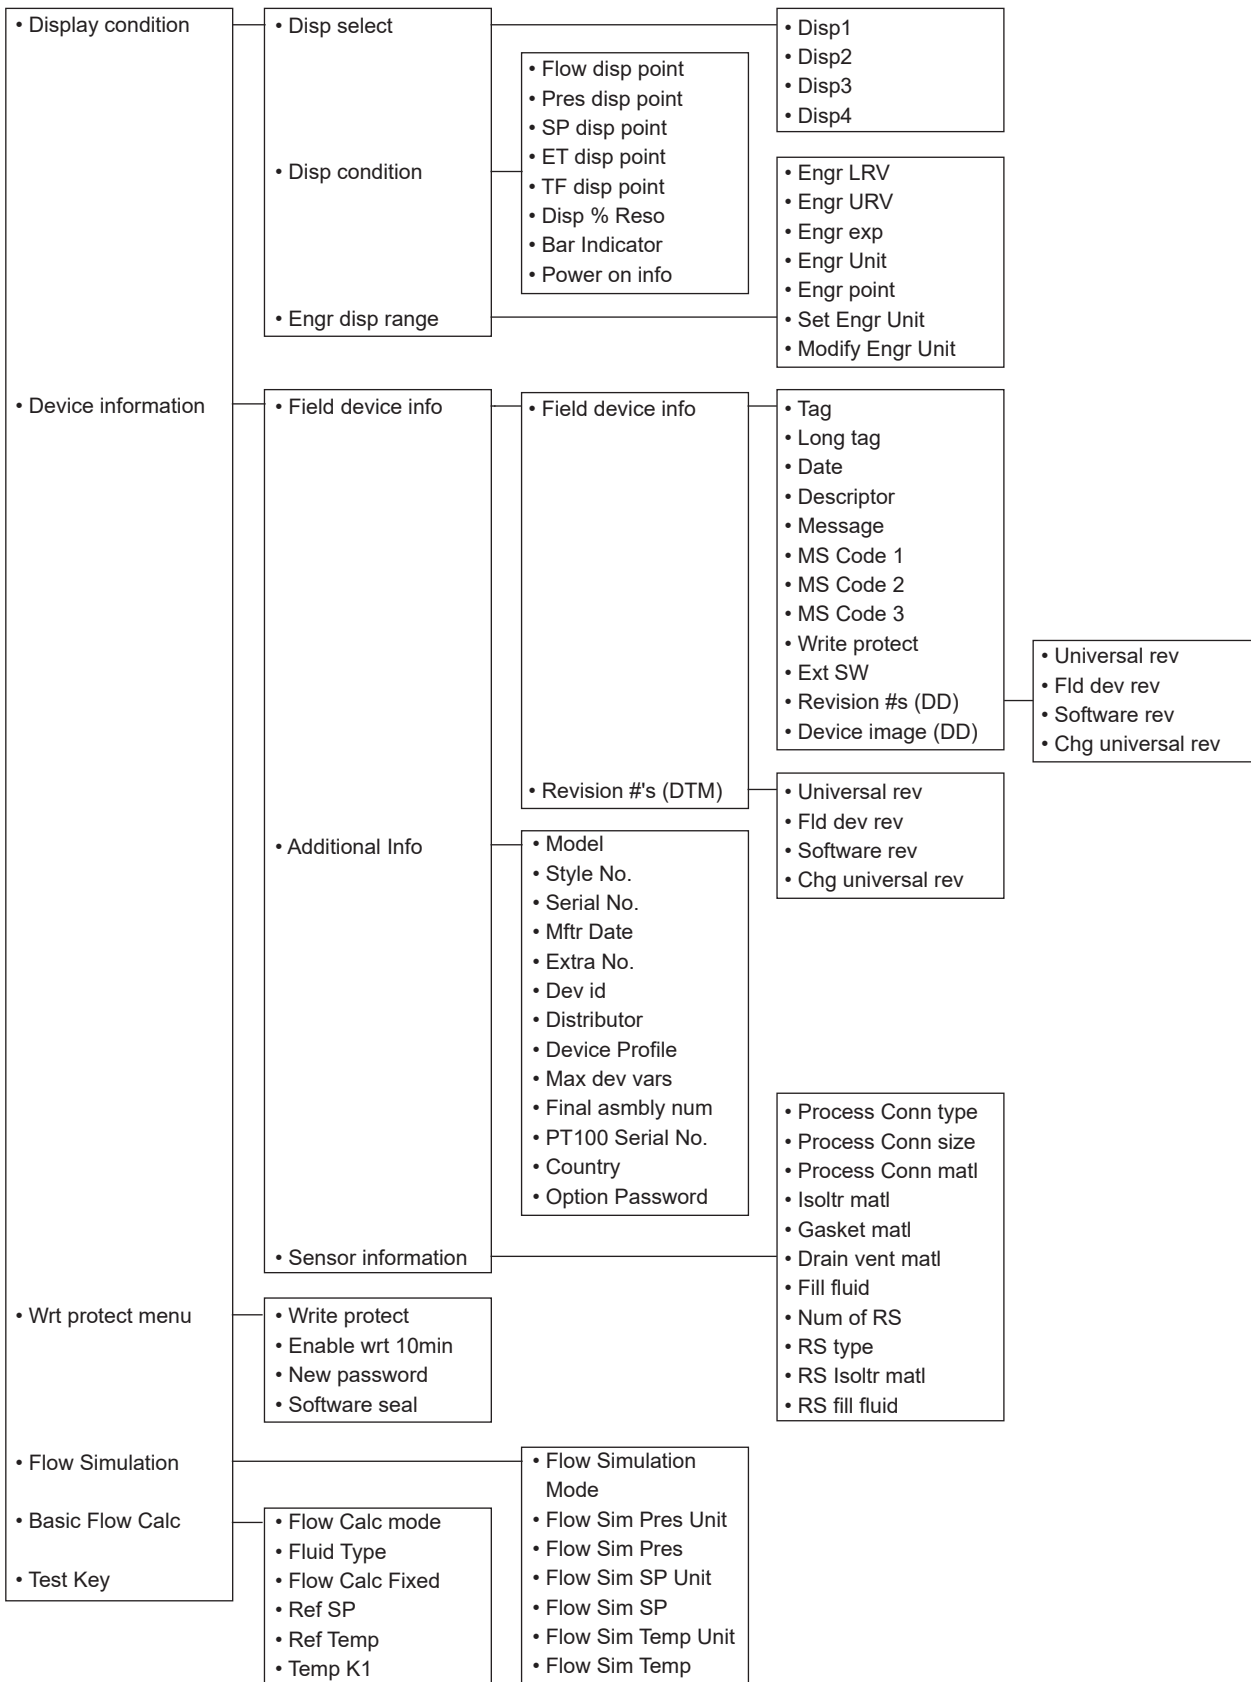 • Display condition
• Device information
• Wrt protect menu
• Flow Simulation
• Basic Flow Calc
• Test Key
• Disp select
• Disp condition
• Engr disp range
• Flow disp point
• Pres disp point
• SP disp point
• ET disp point
• TF disp point
• Disp % Reso
• Bar Indicator
• Power on info
• Disp1
• Disp2
• Disp3
• Disp4
• Engr LRV
• Engr URV
• Engr exp
• Engr Unit
• Engr point
• Set Engr Unit
• Modify Engr Unit
• Field device info
• Additional Info
• Sensor information
• Field device info
• Revision #'s (DTM)
• Tag
• Long tag
• Date
• Descriptor
• Message
• MS Code 1
• MS Code 2
• MS Code 3
• Write protect
• Ext SW
• Revision #s (DD)
• Device image (DD)
• Universal rev
• Fld dev rev
• Software rev
• Chg universal rev
• Universal rev
• Fld dev rev
• Software rev
• Chg universal rev
• Model
• Style No.
• Serial No.
• Mftr Date
• Extra No.
• Dev id
• Distributor
• Device Profile
• Max dev vars
• Final asmbly num
• PT100 Serial No.
• Country
• Option Password
• Process Conn type
• Process Conn size
• Process Conn matl
• Isoltr matl
• Gasket matl
• Drain vent matl
• Fill fluid
• Num of RS
• RS type
• RS Isoltr matl
• RS fill fluid
• Write protect
• Enable wrt 10min
• New password
• Software seal
• Flow Simulation
Mode
• Flow Sim Pres Unit
• Flow Sim Pres
• Flow Sim SP Unit
• Flow Sim SP
• Flow Sim Temp Unit
• Flow Sim Temp
• Flow Calc mode
• Fluid Type
• Flow Calc Fixed
• Ref SP
• Ref Temp
• Temp K1